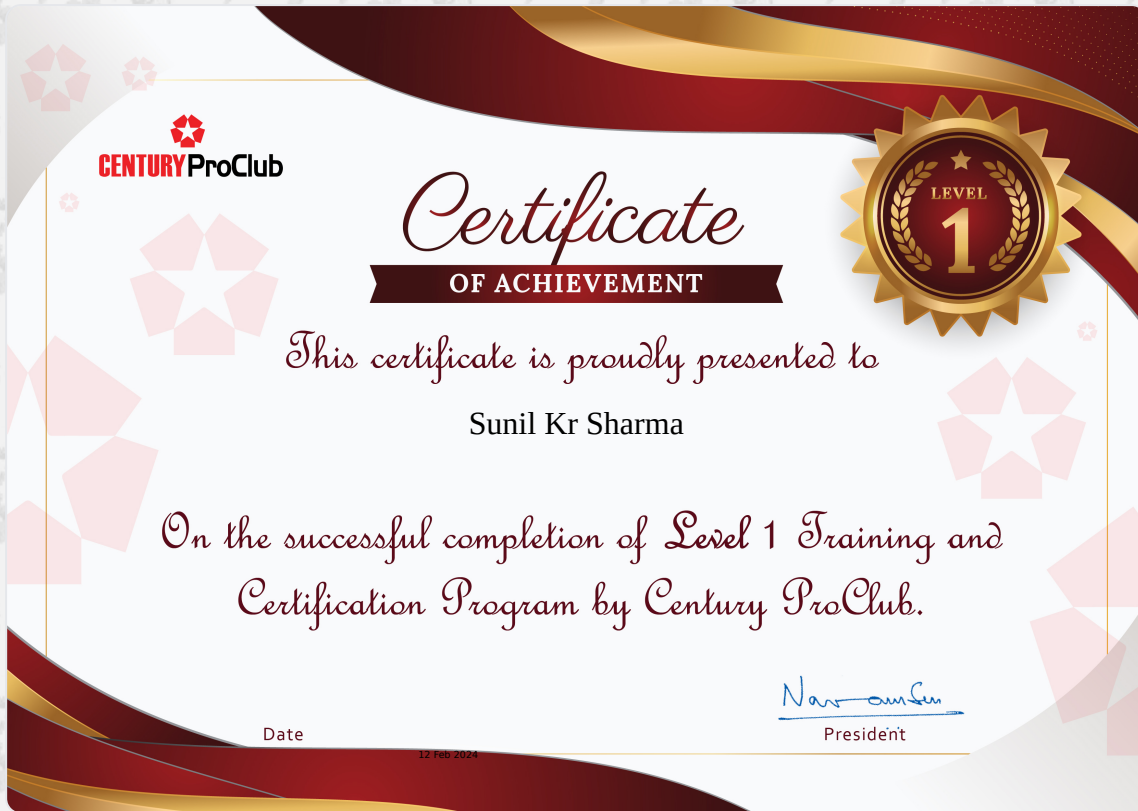 CENTURY ProClub
LEVEL
1
Certificate
OF ACHIEVEMENT
This certificate is proudly presented to
Sunil Kr Sharma
On the successful completion of Level 1 Training and
Certification Program by Century ProClub.
Date
President
12 Feb 2024